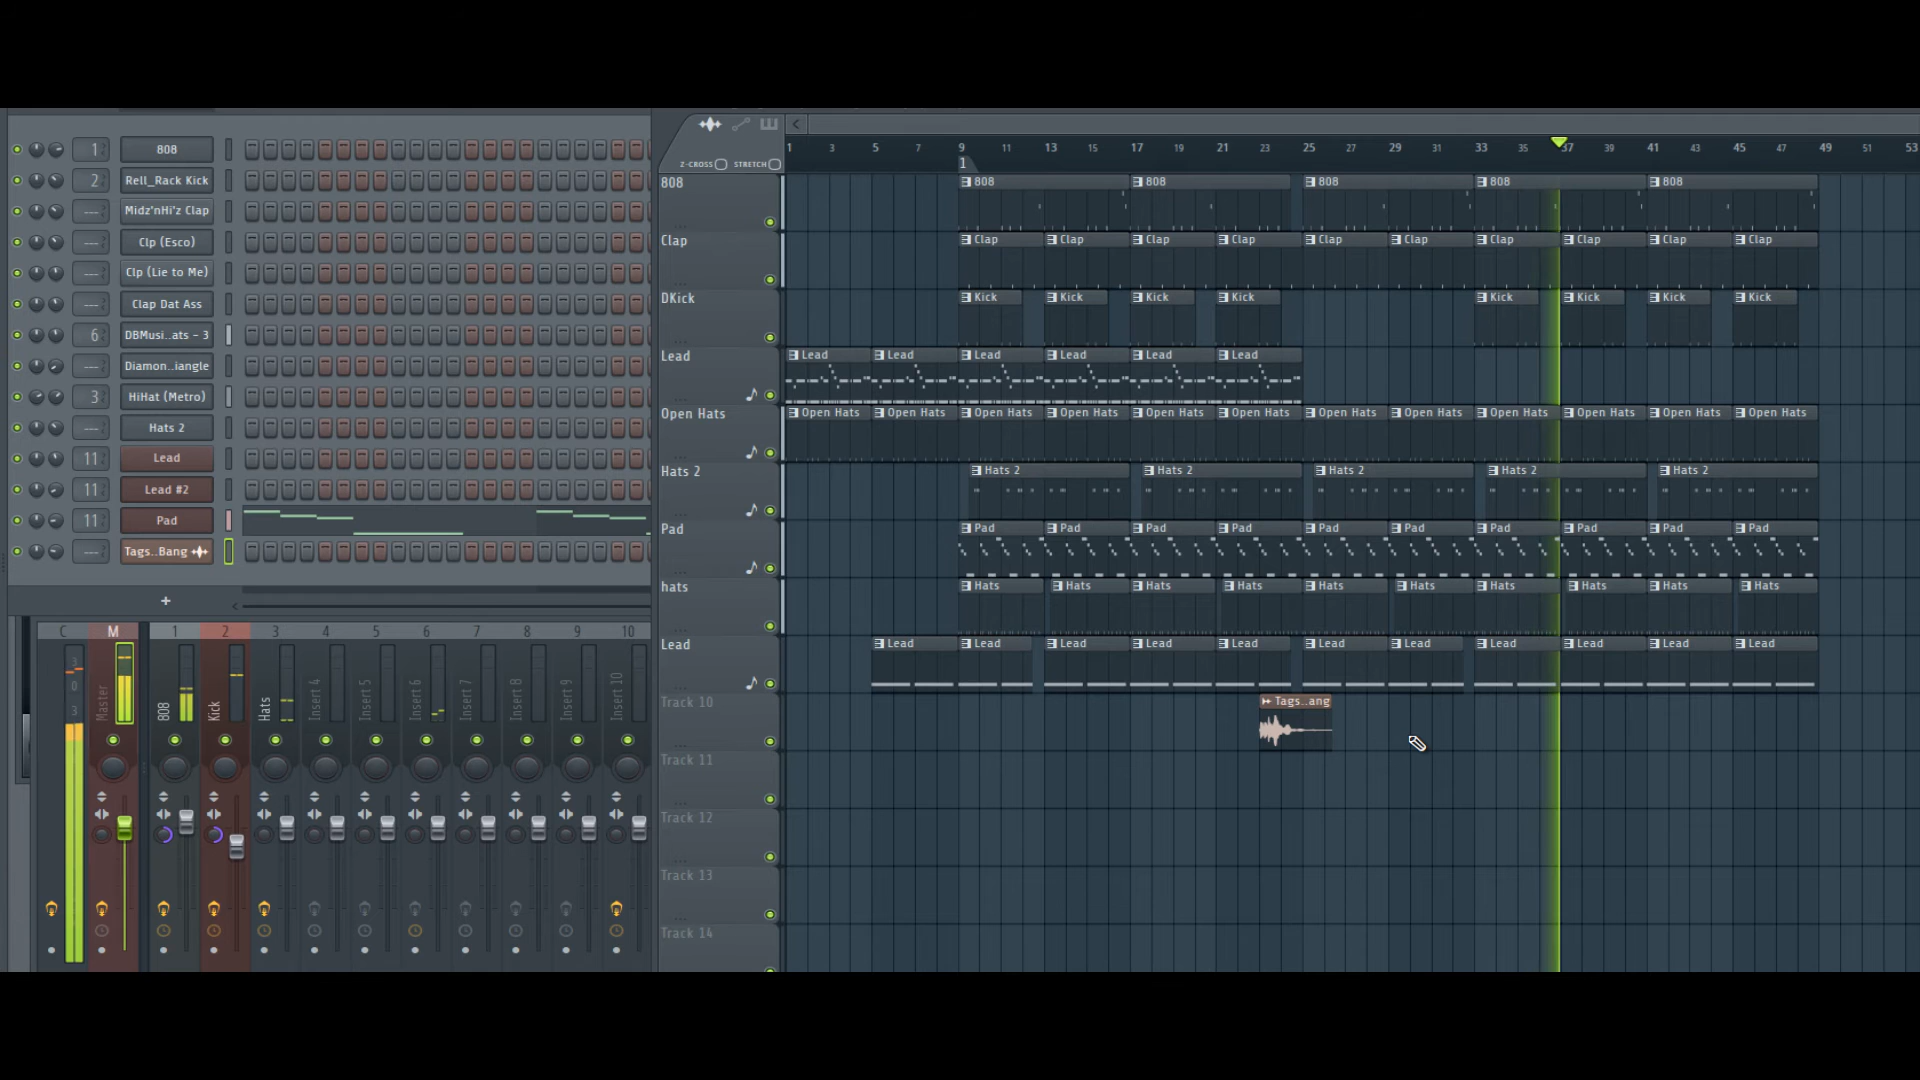 Z-CROSS STRETCH
1 3 5 7 9 11 13 15 17 19 21 23 25 27 29 31 33 35 37 39 41 43 45 47 49 51 53
1
1 808
2 Rell_Rack Kick
--- Midz'nHi'z Clap
--- Clp (Esco)
--- Clp (Lie to Me)
--- Clap Dat Ass
6 DBMusi..ats – 3
--- Diamon..iangle
3 HiHat (Metro)
--- Hats 2
11 Lead
11 Lead #2
11 Pad
--- Tags..Bang
+
C M 1 2 3 4 5 6 7 8 9 10
3
0
3
Master 808 Kick Hats Insert 4 Insert 5 Insert 6 Insert 7 Insert 8 Insert 9 Insert 10
808 808 808 808 808 808
Clap Clap Clap Clap Clap Clap Clap Clap Clap Clap Clap
DKick Kick Kick Kick Kick Kick Kick Kick Kick
Lead Lead Lead Lead Lead Lead Lead
Open Hats Open Hats Open Hats Open Hats Open Hats Open Hats Open Hats Open Hats Open Hats Open Hats Open Hats Open Hats Open Hats
Hats 2 Hats 2 Hats 2 Hats 2 Hats 2 Hats 2
Pad Pad Pad Pad Pad Pad Pad Pad Pad Pad Pad
hats Hats Hats Hats Hats Hats Hats Hats Hats Hats Hats
Lead Lead Lead Lead Lead Lead Lead Lead Lead Lead Lead Lead
Track 10 Tags..ang
Track 11
Track 12
Track 13
Track 14